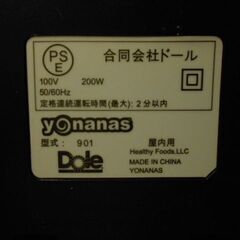 PS
E
合同会社ドール
100V 200W
50/60Hz
定格連続運転時間(最大): 2分以内
yonanas
型式: 901
屋内用
Healthy Foods,LLC
Dole
MADE IN CHINA
YONANAS